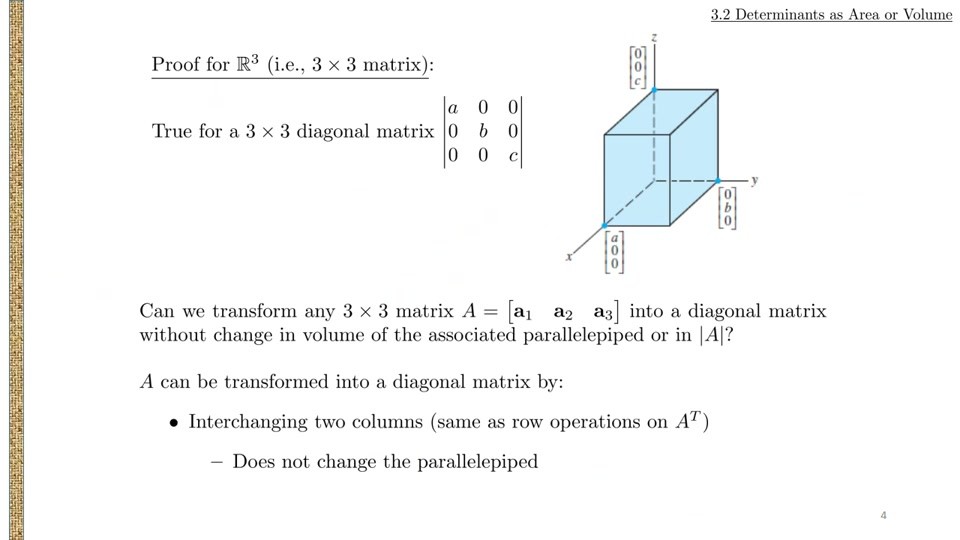 3.2 Determinants as Area or Volume
Proof for ℝ³ (i.e., 3 × 3 matrix):
True for a 3 × 3 diagonal matrix
|a 0 0|
|0 b 0|
|0 0 c|
z
[0
0
c]
y
[0
b
0]
x
[a
0
0]
Can we transform any 3 × 3 matrix A = [a₁ a₂ a₃] into a diagonal matrix
without change in volume of the associated parallelepiped or in |A|?
A can be transformed into a diagonal matrix by:
• Interchanging two columns (same as row operations on Aᵀ)
– Does not change the parallelepiped
4